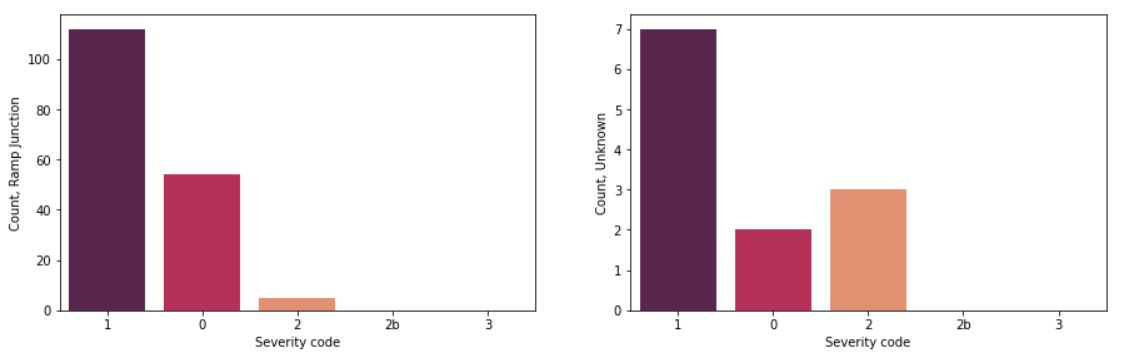 Count, Ramp Junction
100
80
60
40
20
0
1 0 2 2b 3
Severity code
Count, Unknown
7
6
5
4
3
2
1
0
1 0 2 2b 3
Severity code